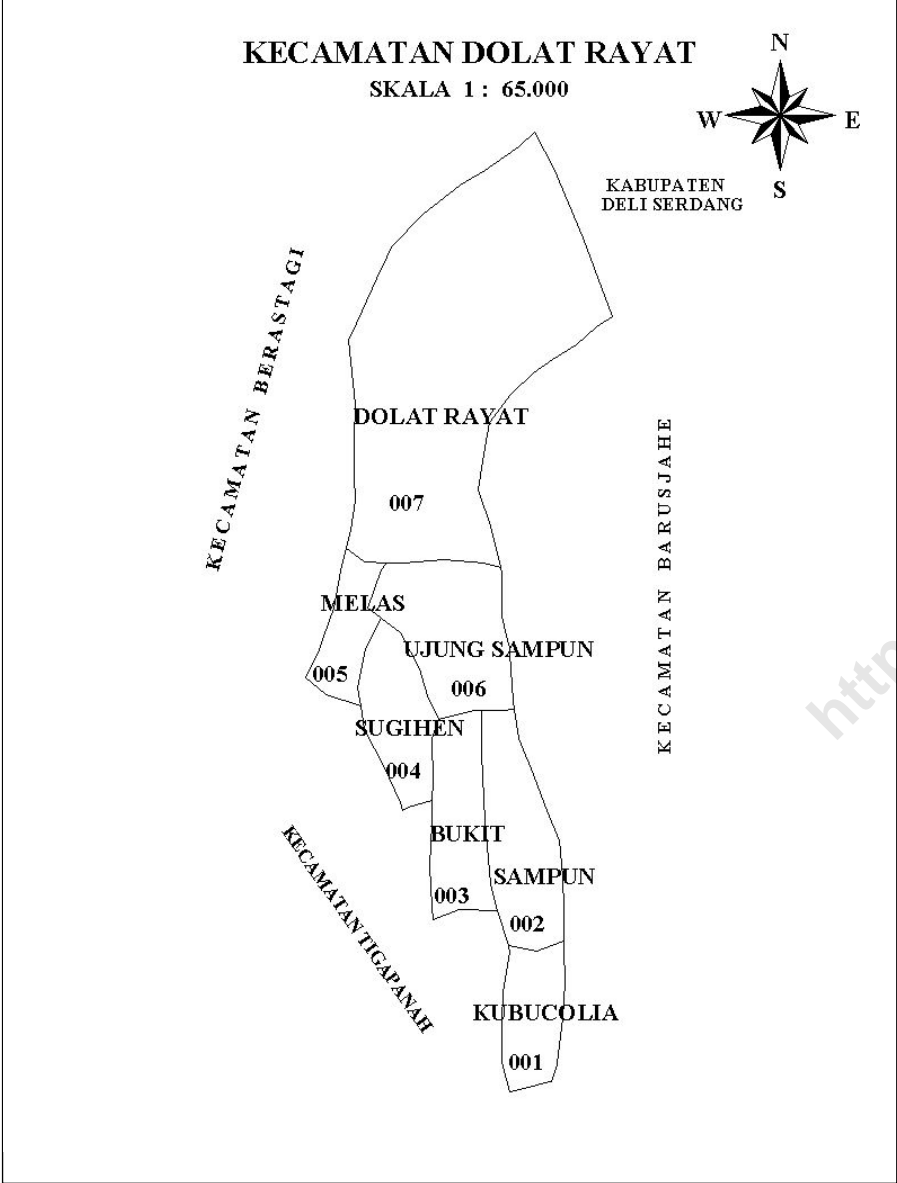 KECAMATAN DOLAT RAYAT
SKALA 1 : 65.000
N
W
E
S
KABUPATEN
DELI SERDANG
KECAMATAN BERASTAGI
DOLAT RAYAT
007
KECAMATAN BARUSJAHE
MELAS
005
UJUNG SAMPUN
006
http
SUGIHEN
004
BUKIT
003
SAMPUN
002
KECAMATAN TIGAPANAH
KUBUCOLIA
001